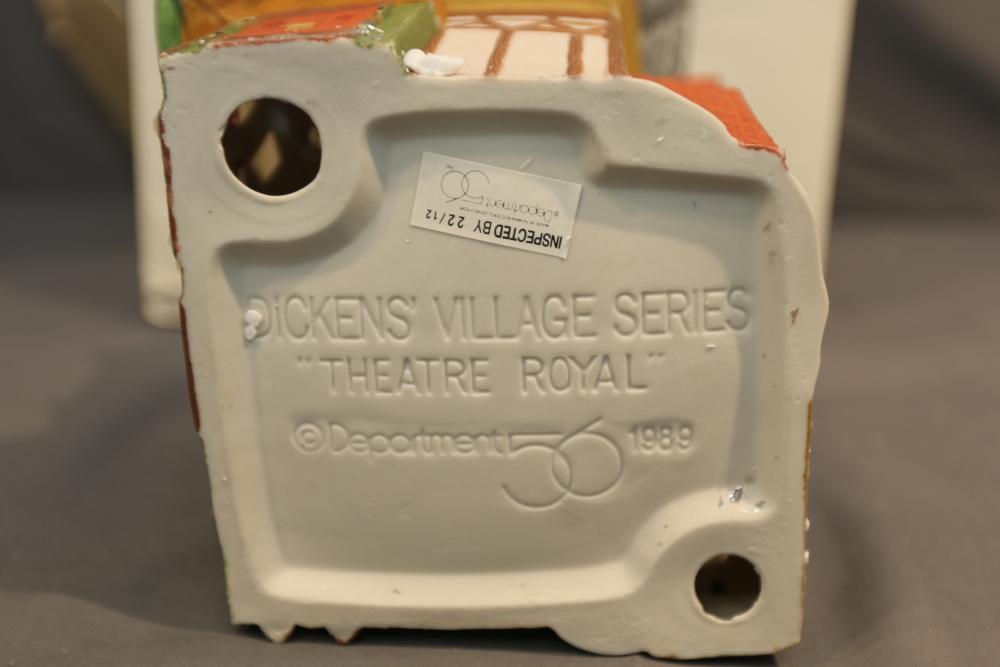 INSPECTED BY 22/12
©Department 56
DiCKENS' VILLAGE SERIES
"THEATRE ROYAL"
©Department 56 1989